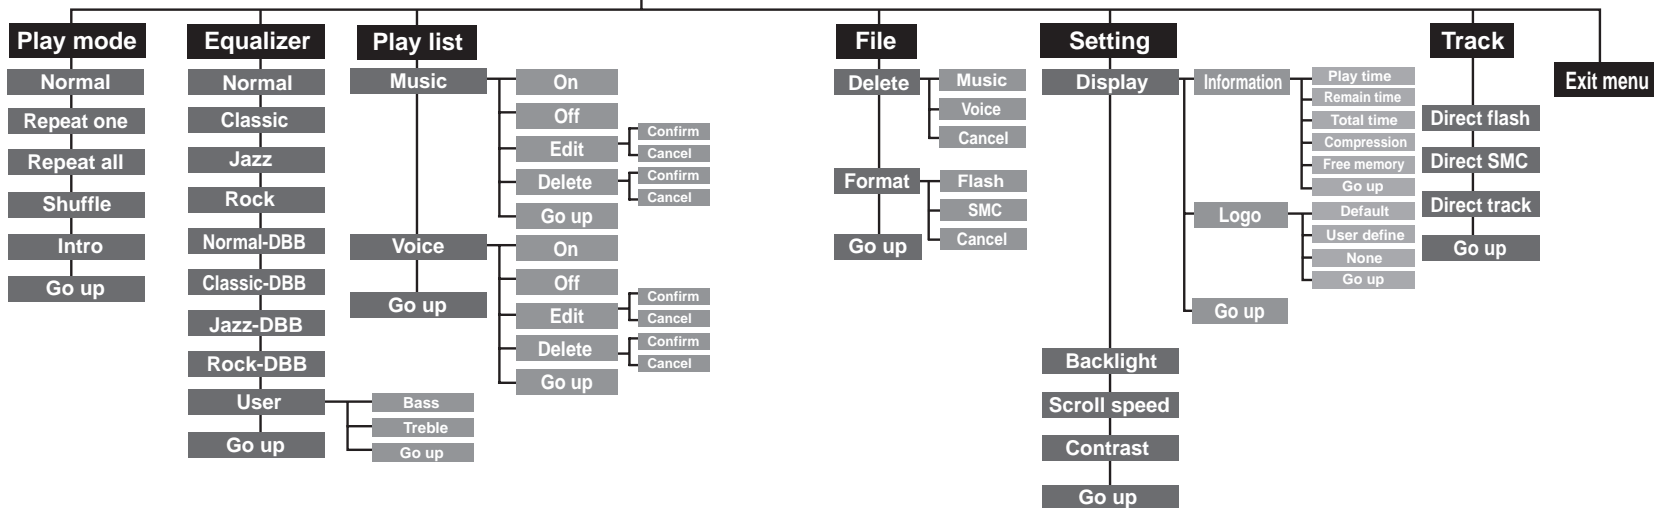 Play mode
Normal
Repeat one
Repeat all
Shuffle
Intro
Go up
Equalizer
Normal
Classic
Jazz
Rock
Normal-DBB
Classic-DBB
Jazz-DBB
Rock-DBB
User
Bass
Treble
Go up
Go up
Play list
Music
On
Off
Edit
Confirm
Cancel
Delete
Confirm
Cancel
Go up
Voice
On
Off
Edit
Confirm
Cancel
Delete
Confirm
Cancel
Go up
Go up
File
Delete
Music
Voice
Cancel
Format
Flash
SMC
Cancel
Go up
Setting
Display
Information
Play time
Remain time
Total time
Compression
Free memory
Go up
Logo
Default
User define
None
Go up
Go up
Backlight
Scroll speed
Contrast
Go up
Track
Direct flash
Direct SMC
Direct track
Go up
Exit menu